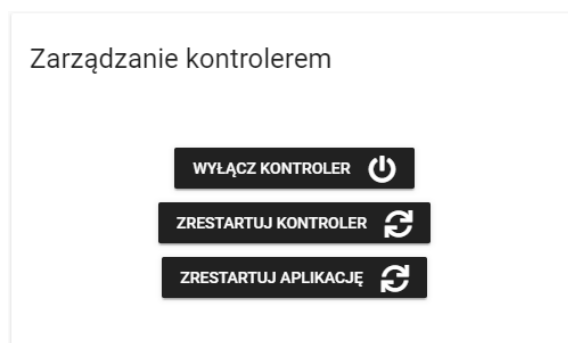 Zarządzanie kontrolerem
WYŁĄCZ KONTROLER
ZRESTARTUJ KONTROLER
ZRESTARTUJ APLIKACJĘ